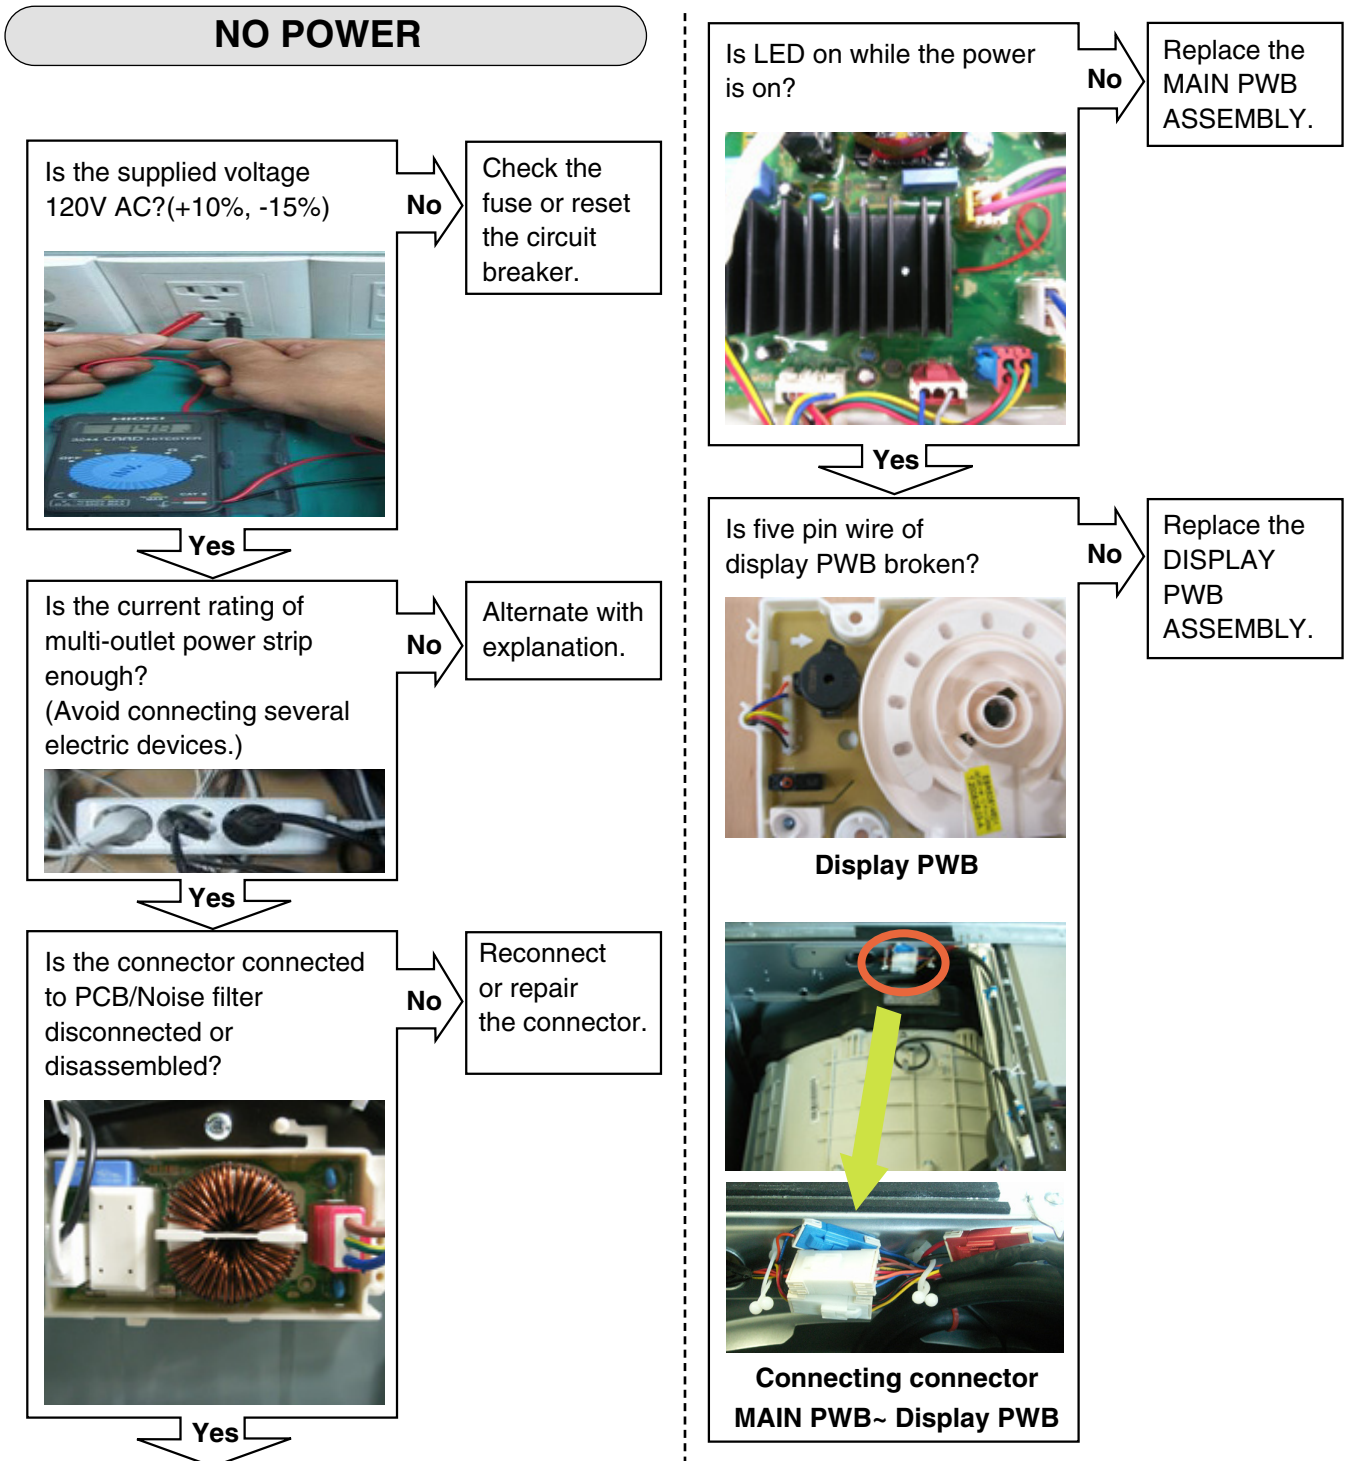 NO POWER
Is the supplied voltage
120V AC?(+10%, -15%)
No
Check the
fuse or reset
the circuit
breaker.
HIOKI
3244 CARD HITESTER
OFF
Yes
Is the current rating of
multi-outlet power strip
enough?
(Avoid connecting several
electric devices.)
No
Alternate with
explanation.
Yes
Is the connector connected
to PCB/Noise filter
disconnected or
disassembled?
No
Reconnect
or repair
the connector.
Yes
Is LED on while the power
is on?
No
Replace the
MAIN PWB
ASSEMBLY.
Yes
Is five pin wire of
display PWB broken?
No
Replace the
DISPLAY
PWB
ASSEMBLY.
Display PWB
Connecting connector
MAIN PWB~ Display PWB